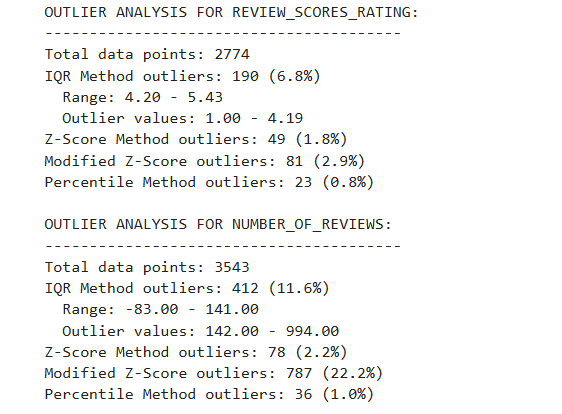 OUTLIER ANALYSIS FOR REVIEW_SCORES_RATING:
----------------------------------------
Total data points: 2774
IQR Method outliers: 190 (6.8%)
  Range: 4.20 - 5.43
  Outlier values: 1.00 - 4.19
Z-Score Method outliers: 49 (1.8%)
Modified Z-Score outliers: 81 (2.9%)
Percentile Method outliers: 23 (0.8%)

OUTLIER ANALYSIS FOR NUMBER_OF_REVIEWS:
----------------------------------------
Total data points: 3543
IQR Method outliers: 412 (11.6%)
  Range: -83.00 - 141.00
  Outlier values: 142.00 - 994.00
Z-Score Method outliers: 78 (2.2%)
Modified Z-Score outliers: 787 (22.2%)
Percentile Method outliers: 36 (1.0%)